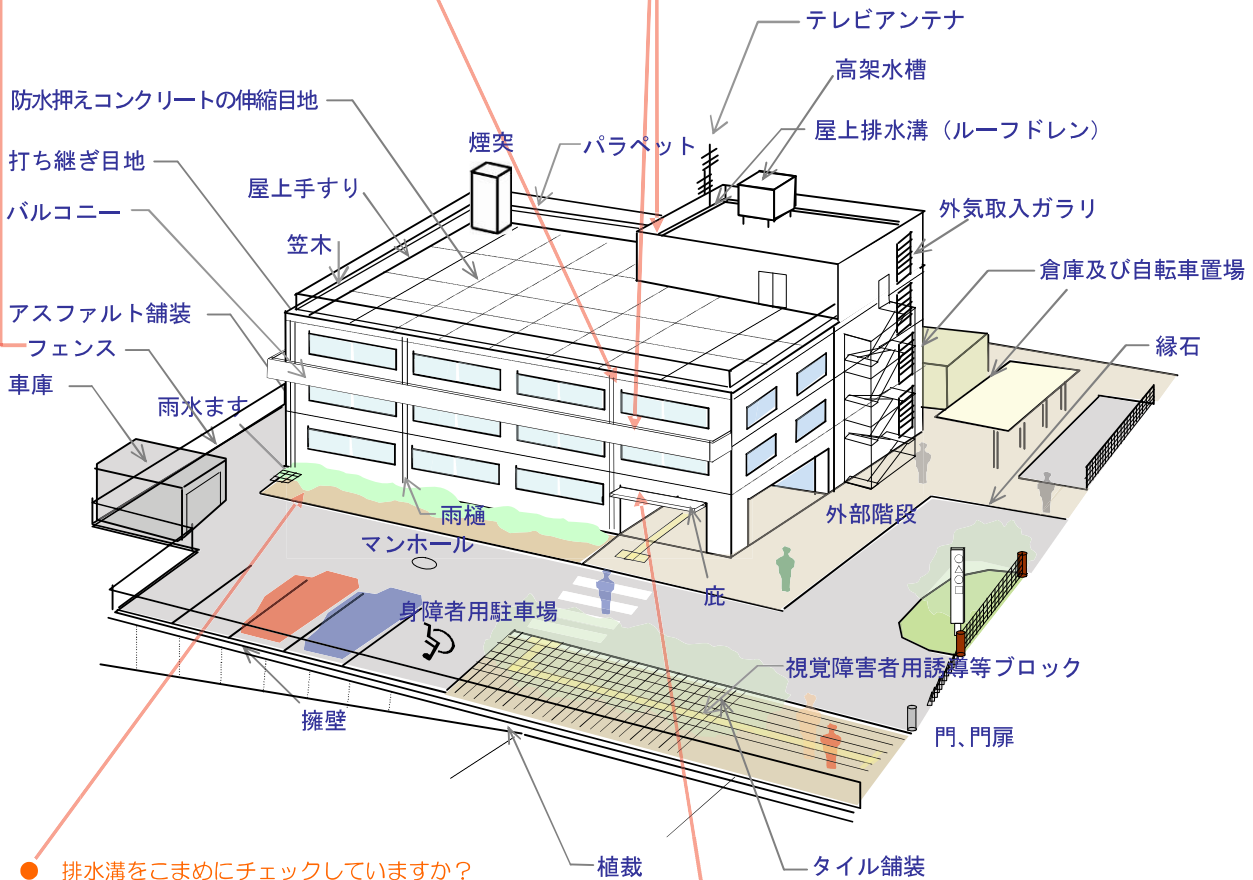 テレビアンテナ
高架水槽
防水押えコンクリートの伸縮目地
煙突
パラペット
屋上排水溝（ルーフドレン）
打ち継ぎ目地
屋上手すり
バルコニー
外気取入ガラリ
笠木
倉庫及び自転車置場
アスファルト舗装
フェンス
縁石
車庫
雨水ます
雨樋
外部階段
マンホール
庇
身障者用駐車場
視覚障害者用誘導等ブロック
擁壁
門、門扉
植裁
タイル舗装
● 排水溝をこまめにチェックしていますか？